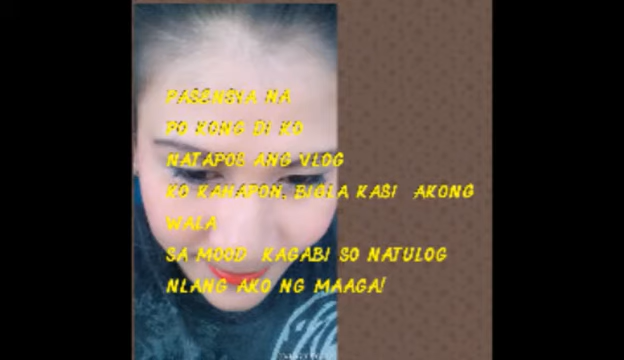 PASENSYA NA
PO KONG DI KO
NATAPOS ANG VLOG
KO KAHAPON, BIGLA KASI AKONG
WALA
SA MOOD KAGABI SO NATULOG
NLANG AKO NG MAAGA!